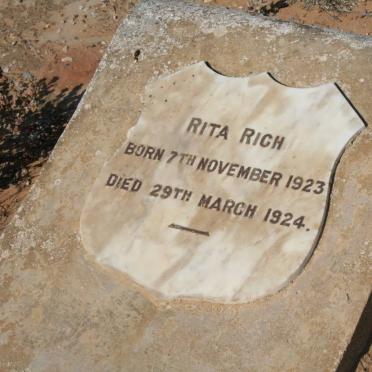 RITA RICH
BORN 7TH NOVEMBER 1923
DIED 29TH MARCH 1924.